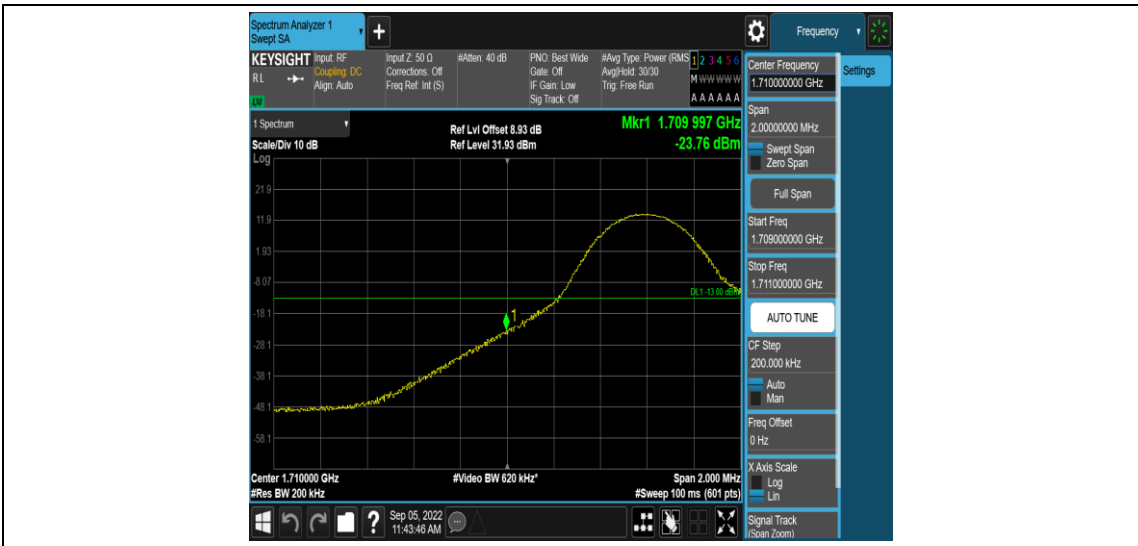 Spectrum Analyzer 1
Swept SA
Frequency
KEYSIGHT
RL
LXI
Input: RF
Coupling: DC
Align: Auto
Input Z: 50 Ω
Corrections: Off
Freq Ref: Int (S)
#Atten: 40 dB
PNO: Best Wide
Gate: Off
IF Gain: Low
Sig Track: Off
#Avg Type: Power (RMS
Avg|Hold: 30/30
Trig: Free Run
1 2 3 4 5 6
M W W W W W
A A A A A A
1 Spectrum
Scale/Div 10 dB
Log
Ref Lvl Offset 8.93 dB
Ref Level 31.93 dBm
Mkr1 1.709 997 GHz
-23.76 dBm
21.9
11.9
1.93
-8.07
-18.1
-28.1
-38.1
-48.1
-58.1
DL1 -13.00 dBm
1
Center 1.710000 GHz
#Res BW 200 kHz
#Video BW 620 kHz*
Span 2.000 MHz
#Sweep 100 ms (601 pts)
Sep 05, 2022
11:43:46 AM
Center Frequency
1.710000000 GHz
Settings
Span
2.00000000 MHz
Swept Span
Zero Span
Full Span
Start Freq
1.709000000 GHz
Stop Freq
1.711000000 GHz
AUTO TUNE
CF Step
200.000 kHz
Auto
Man
Freq Offset
0 Hz
X Axis Scale
Log
Lin
Signal Track
(Span Zoom)